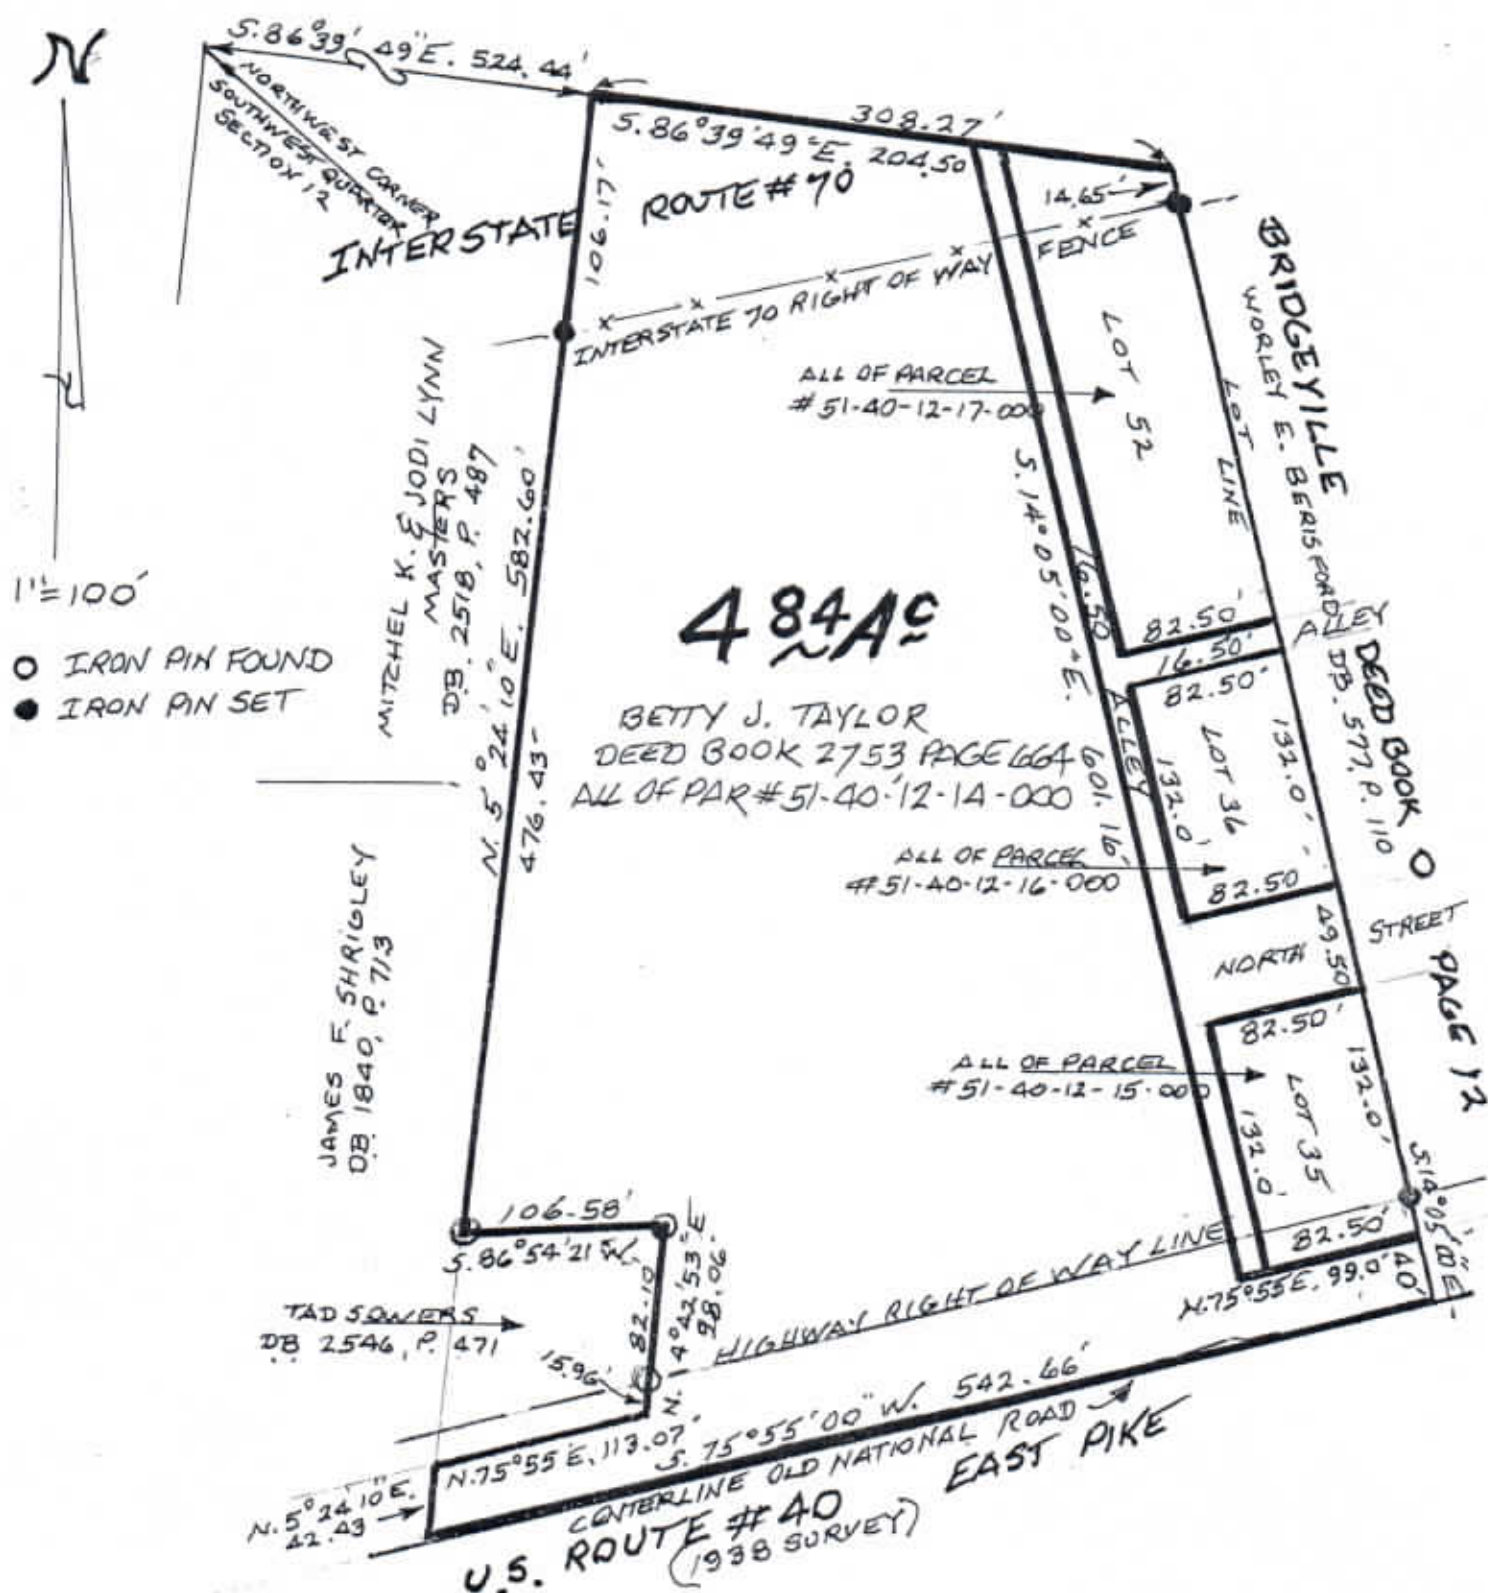 N
S.86°39' 49"E. 524.44'
NORTHWEST CORNER
SOUTHWEST QUARTER
SECTION 12
308.27'
S.86°39'49"E. 204.50
14.65'
INTERSTATE ROUTE # 70
106.17'
INTERSTATE 70 RIGHT OF WAY FENCE
BRIDGEYILLE
WORLEY E. BERISFORD
DB. 577, P. 110
DEED BOOK O
PAGE 12
LOT LINE
LOT 52
ALL OF PARCEL
#51-40-12-17-000
MITCHEL K. & JODI LYNN
MASTERS
DB. 2518, P. 487
N. 5°24'10"E. 582.60'
476.43'
S. 14°05'00"E. 601.16'
16.50
1"=100'
O IRON PIN FOUND
● IRON PIN SET
4 84 Ac
BETTY J. TAYLOR
DEED BOOK 2753 PAGE 664
ALL OF PAR#51-40-12-14-000
82.50'
16.50'
ALLEY
82.50'
ALLEY
LOT 36
132.0'
132.0'
ALL OF PARCEL
#51-40-12-16-000
82.50
49.50
NORTH STREET
JAMES F. SHRIGLEY
DB. 1840, P. 713
82.50'
ALL OF PARCEL
#51-40-12-15-000
LOT 35
132.0'
132.0'
S.14°05'00"E
106.58'
S.86°54'21"W.
82.10
N. 4°42'53"E
98.06
HIGHWAY RIGHT OF WAY LINE
82.50'
N.75°55'E. 99.0'
40'
TAD SOWERS
DB 2546, P. 471
15.96'
N.75°55'E. 113.07'
S. 75°55'00"W. 542.66'
CENTERLINE OLD NATIONAL ROAD
N.5°24'10"E.
42.43
U.S. ROUTE #40 EAST PIKE
(1938 SURVEY)